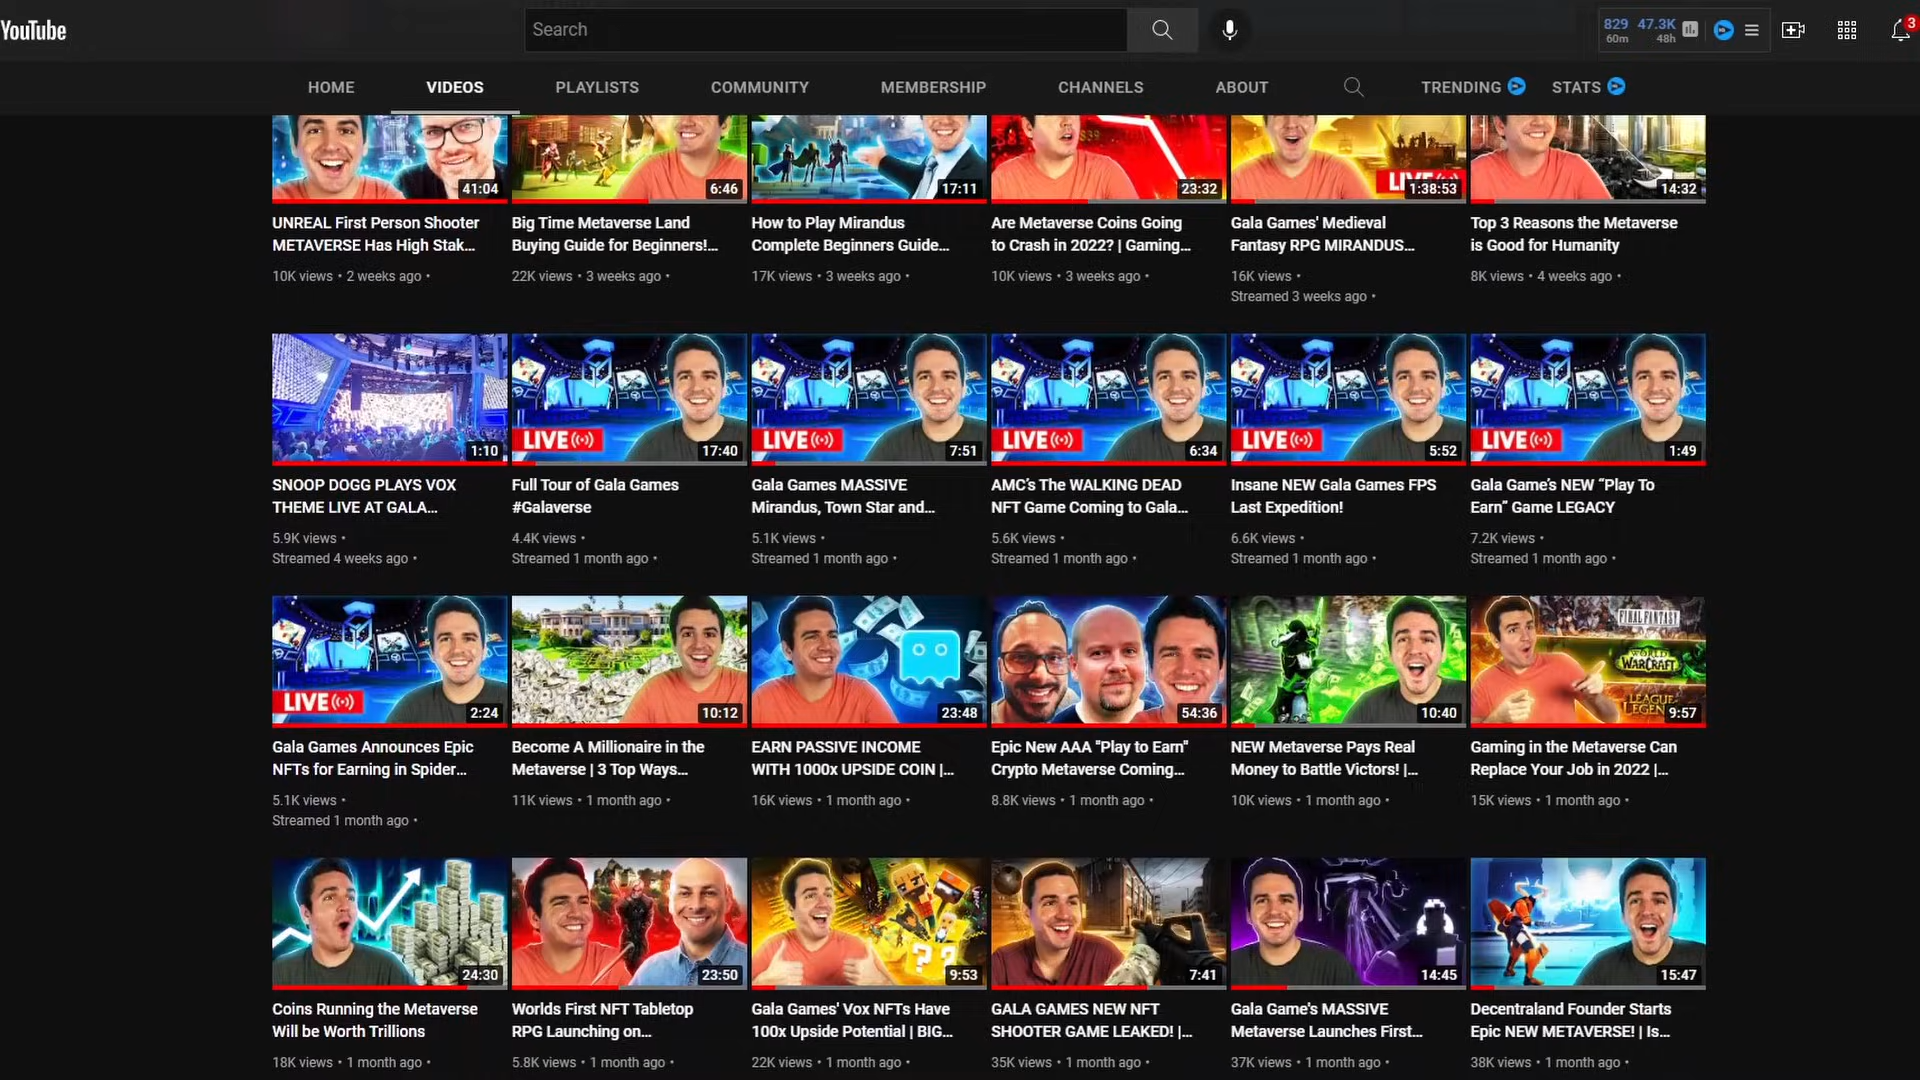 YouTube
Search
829 47.3K
60m 48h
3
HOME VIDEOS PLAYLISTS COMMUNITY MEMBERSHIP CHANNELS ABOUT TRENDING STATS
41:04 6:46 17:11 23:32 LIVE 1:38:53 14:32
UNREAL First Person Shooter Big Time Metaverse Land How to Play Mirandus Are Metaverse Coins Going Gala Games' Medieval Top 3 Reasons the Metaverse
METAVERSE Has High Stak... Buying Guide for Beginners!... Complete Beginners Guide... to Crash in 2022? | Gaming... Fantasy RPG MIRANDUS... is Good for Humanity
10K views • 2 weeks ago • 22K views • 3 weeks ago • 17K views • 3 weeks ago • 10K views • 3 weeks ago • 16K views • 8K views • 4 weeks ago •
Streamed 3 weeks ago •
LIVE LIVE LIVE LIVE LIVE
1:10 17:40 7:51 6:34 5:52 1:49
SNOOP DOGG PLAYS VOX Full Tour of Gala Games Gala Games MASSIVE AMC's The WALKING DEAD Insane NEW Gala Games FPS Gala Game's NEW “Play To
THEME LIVE AT GALA... #Galaverse Mirandus, Town Star and... NFT Game Coming to Gala... Last Expedition! Earn” Game LEGACY
5.9K views • 4.4K views • 5.1K views • 5.6K views • 6.6K views • 7.2K views •
Streamed 4 weeks ago • Streamed 1 month ago • Streamed 1 month ago • Streamed 1 month ago • Streamed 1 month ago • Streamed 1 month ago •
FINAL FANTASY
WORLD
WARCRAFT
LEAGUE
LIVE 2:24 10:12 23:48 54:36 10:40 9:57
Gala Games Announces Epic Become A Millionaire in the EARN PASSIVE INCOME Epic New AAA "Play to Earn" NEW Metaverse Pays Real Gaming in the Metaverse Can
NFTs for Earning in Spider... Metaverse | 3 Top Ways... WITH 1000x UPSIDE COIN |... Crypto Metaverse Coming... Money to Battle Victors! |... Replace Your Job in 2022 |...
5.1K views • 11K views • 1 month ago • 16K views • 1 month ago • 8.8K views • 1 month ago • 10K views • 1 month ago • 15K views • 1 month ago •
Streamed 1 month ago •
24:30 23:50 ? ? 9:53 7:41 14:45 15:47
Coins Running the Metaverse Worlds First NFT Tabletop Gala Games' Vox NFTs Have GALA GAMES NEW NFT Gala Game's MASSIVE Decentraland Founder Starts
Will be Worth Trillions RPG Launching on... 100x Upside Potential | BIG... SHOOTER GAME LEAKED! |... Metaverse Launches First... Epic NEW METAVERSE! | Is...
18K views • 1 month ago • 5.8K views • 1 month ago • 22K views • 1 month ago • 35K views • 1 month ago • 37K views • 1 month ago • 38K views • 1 month ago •